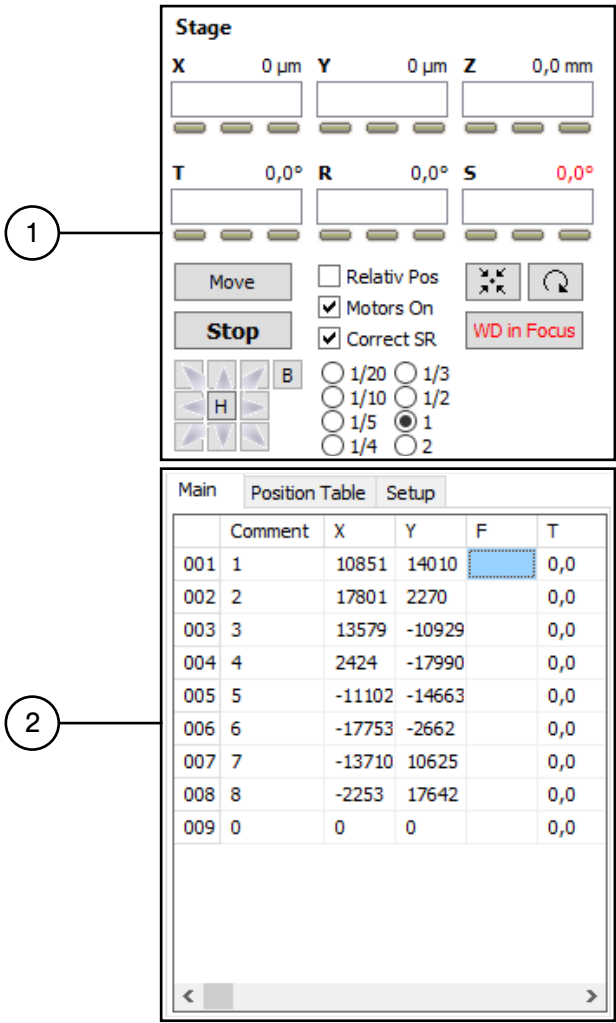 Stage
X 0 µm Y 0 µm Z 0,0 mm
T 0,0° R 0,0° S 0,0°
1
Move Relativ Pos
Motors On
Stop Correct SR WD in Focus
B 1/20 1/3
H 1/10 1/2
1/5 1
1/4 2
Main Position Table Setup
Comment X Y F T
001 1 10851 14010 0,0
002 2 17801 2270 0,0
003 3 13579 -10929 0,0
004 4 2424 -17990 0,0
005 5 -11102 -14663 0,0
2
006 6 -17753 -2662 0,0
007 7 -13710 10625 0,0
008 8 -2253 17642 0,0
009 0 0 0 0,0